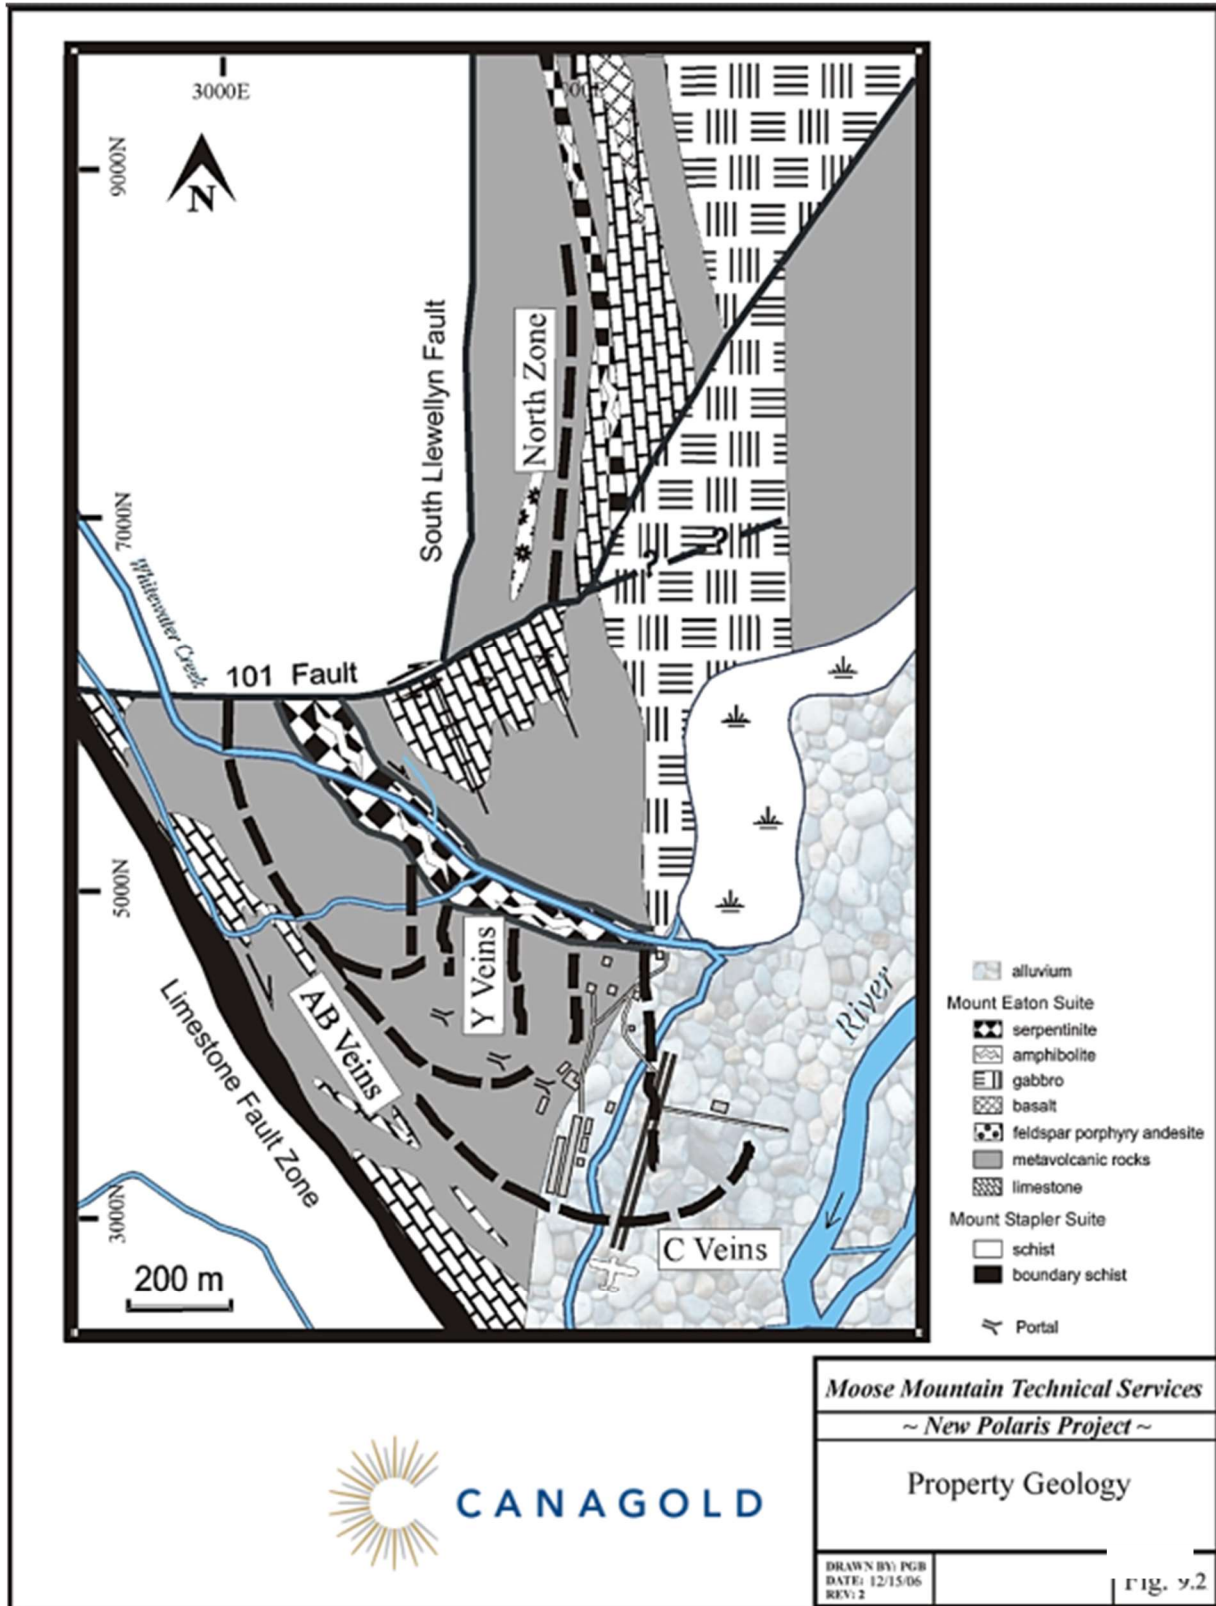 3000E
9000N
N
South Llewellyn Fault
North Zone
7000N
Whitewater Creek
? ?
101 Fault
5000N
Y Veins
AB Veins
Limestone Fault Zone
River
3000N
C Veins
200 m
alluvium
Mount Eaton Suite
serpentinite
amphibolite
gabbro
basalt
feldspar porphyry andesite
metavolcanic rocks
limestone
Mount Stapler Suite
schist
boundary schist
Portal
Moose Mountain Technical Services
~ New Polaris Project ~
Property Geology
DRAWN BY: PGB
DATE: 12/15/06
REV: 2
Fig. 9.2
CANAGOLD